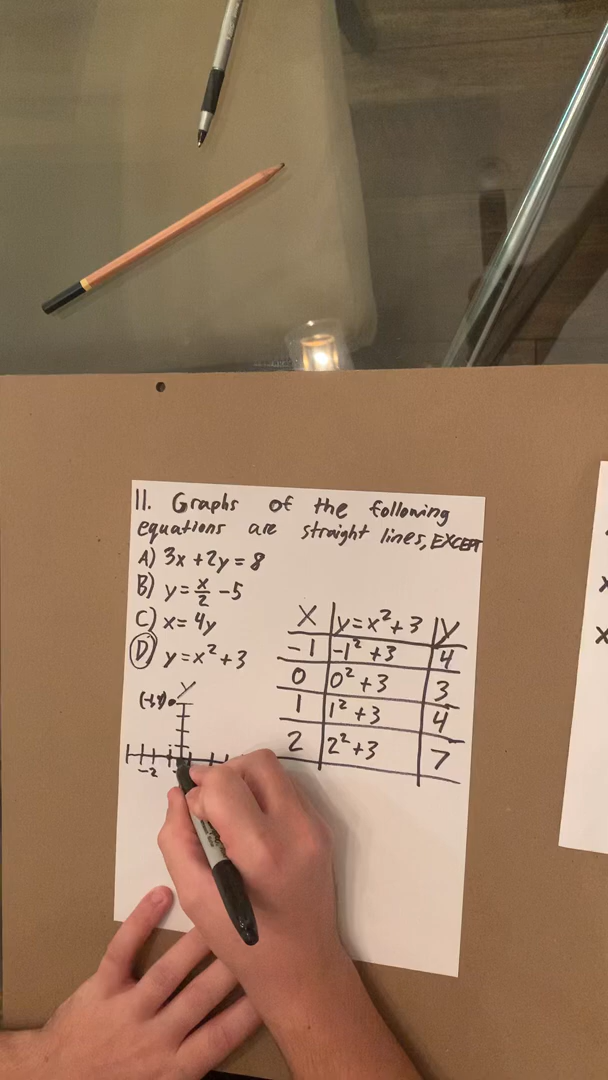 11. Graphs of the following
equations are straight lines, EXCEPT
A) 3x + 2y = 8
B) y = x/2 - 5
C) x = 4y
D) y = x² + 3
X | y = x² + 3 | Y
-1 | -1² + 3 | 4
0 | 0² + 3 | 3
1 | 1² + 3 | 4
2 | 2² + 3 | 7
Y
-2